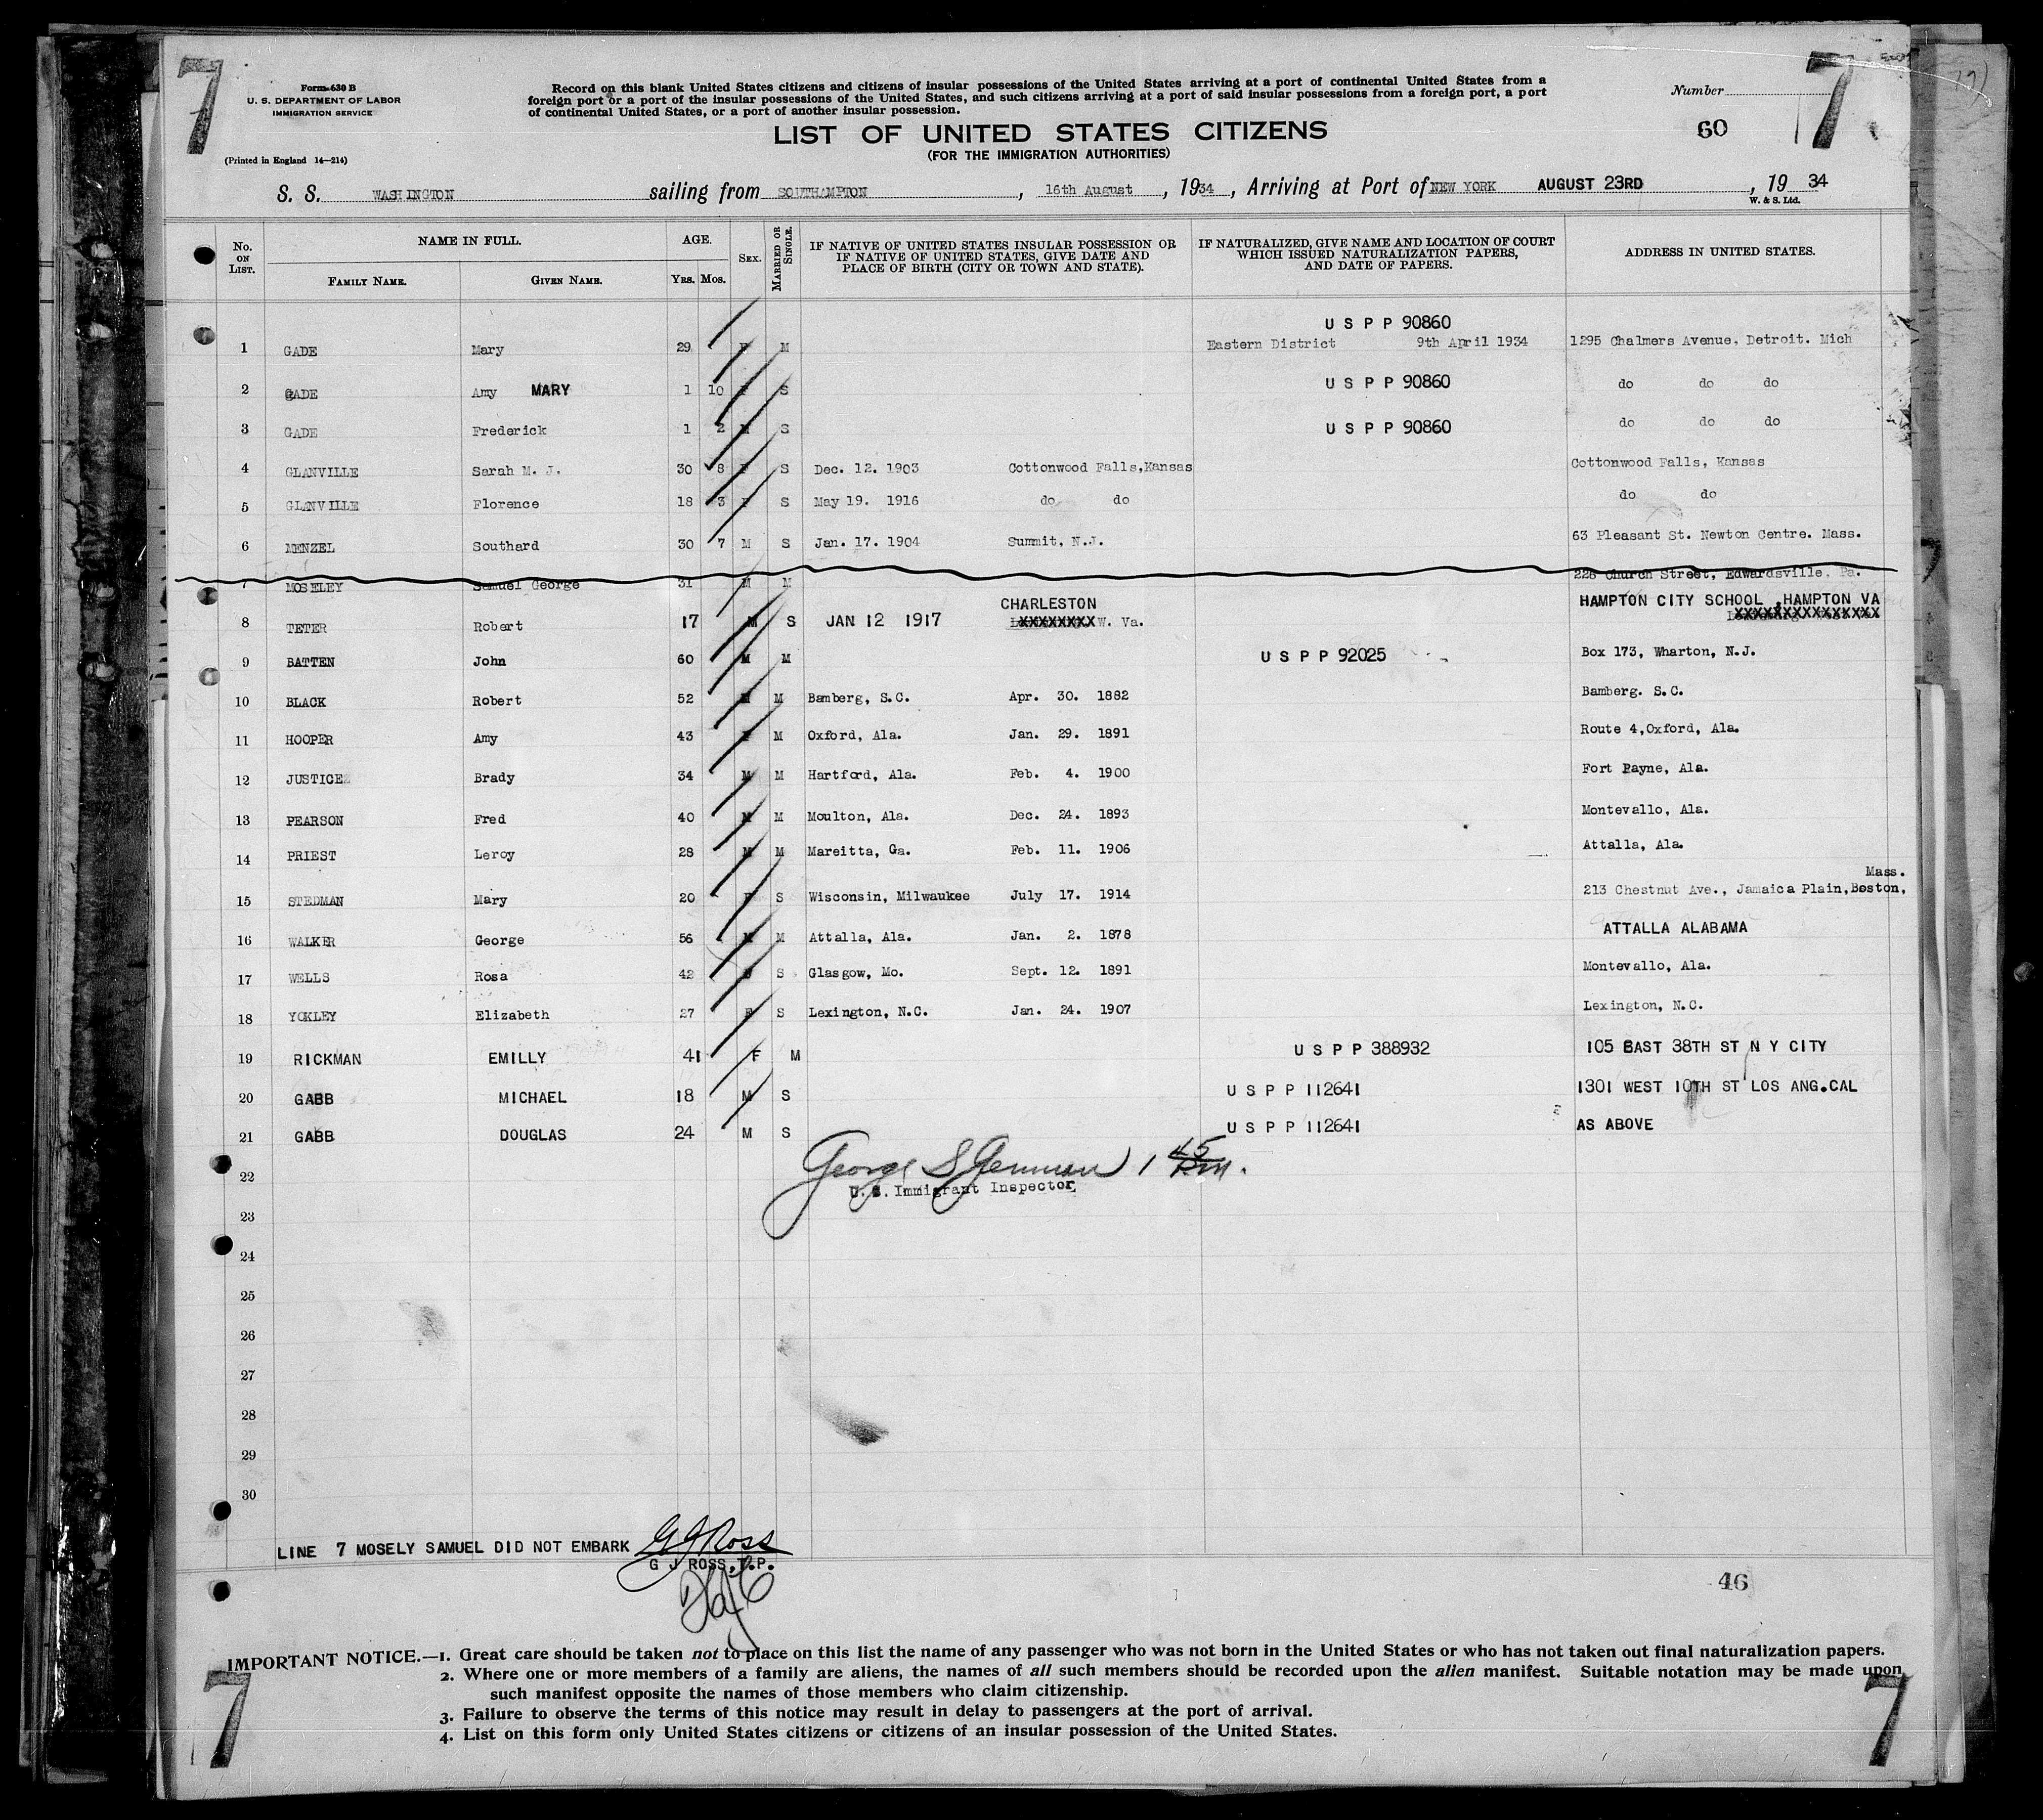 7
7
Form 630 B
U. S. DEPARTMENT OF LABOR
IMMIGRATION SERVICE
(Printed in England 14—214)
Record on this blank United States citizens and citizens of insular possessions of the United States arriving at a port of continental United States from a
foreign port or a port of the insular possessions of the United States, and such citizens arriving at a port of said insular possessions from a foreign port, a port
of continental United States, or a port of another insular possession.
LIST OF UNITED STATES CITIZENS
(FOR THE IMMIGRATION AUTHORITIES)
Number
60
S. S. WASHINGTON sailing from SOUTHAMPTON, 16th August, 1934, Arriving at Port of NEW YORK AUGUST 23RD, 19 34
W. & S. Ltd.
No. ON LIST. NAME IN FULL. AGE. SEX. MARRIED OR SINGLE. IF NATIVE OF UNITED STATES INSULAR POSSESSION OR IF NATIVE OF UNITED STATES, GIVE DATE AND PLACE OF BIRTH (CITY OR TOWN AND STATE). IF NATURALIZED, GIVE NAME AND LOCATION OF COURT WHICH ISSUED NATURALIZATION PAPERS, AND DATE OF PAPERS. ADDRESS IN UNITED STATES.
FAMILY NAME. GIVEN NAME. YRS. MOS.
U S P P 90860
1 GADE Mary 29 F M Eastern District 9th April 1934 1295 Chalmers Avenue, Detroit. Mich
2 GADE Amy MARY 1 10 F S U S P P 90860 do do do
3 GADE Frederick 1 2 M S U S P P 90860 do do do
4 GLANVILLE Sarah M. J. 30 8 F S Dec. 12. 1903 Cottonwood Falls,Kansas Cottonwood Falls, Kansas
5 GLANVILLE Florence 18 3 F S May 19. 1916 do do do do
6 MENZEL Southard 30 7 M S Jan. 17. 1904 Summit, N.J. 63 Pleasant St. Newton Centre. Mass.
7 MOSELEY Samuel George 31 M M 228 Church Street, Edwardsville. Pa.
8 TETER Robert 17 M S JAN 12 1917 CHARLESTON W. Va. HAMPTON CITY SCHOOL, HAMPTON VA
9 BATTEN John 60 M M U S P P 92025 Box 173, Wharton, N.J.
10 BLACK Robert 52 M M Bamberg, S.C. Apr. 30. 1882 Bamberg. S.C.
11 HOOPER Amy 43 F M Oxford, Ala. Jan. 29. 1891 Route 4,Oxford, Ala.
12 JUSTICE Brady 34 M M Hartford, Ala. Feb. 4. 1900 Fort Payne, Ala.
13 PEARSON Fred 40 M M Moulton, Ala. Dec. 24. 1893 Montevallo, Ala.
14 PRIEST Leroy 28 M M Mareitta, Ga. Feb. 11. 1906 Attalla, Ala.
15 STEDMAN Mary 20 F S Wisconsin, Milwaukee July 17. 1914 213 Chestnut Ave., Jamaica Plain,Boston, Mass.
16 WALKER George 56 M M Attalla, Ala. Jan. 2. 1878 ATTALLA ALABAMA
17 WELLS Rosa 42 S Glasgow, Mo. Sept. 12. 1891 Montevallo, Ala.
18 YOKLEY Elizabeth 27 F S Lexington, N.C. Jan. 24. 1907 Lexington, N.C.
19 RICKMAN EMILLY 41 F M U S P P 388932 105 EAST 38TH ST N Y CITY
20 GABB MICHAEL 18 M S U S P P 112641 1301 WEST 10TH ST LOS ANG.CAL
21 GABB DOUGLAS 24 M S U S P P 112641 AS ABOVE
22 George S
U.S. Immigrant Inspector
23
24
25
26
27
28
29
30
LINE 7 MOSELY SAMUEL DID NOT EMBARK G J Ross
G J ROSS, T.P.
46
IMPORTANT NOTICE.—1. Great care should be taken not to place on this list the name of any passenger who was not born in the United States or who has not taken out final naturalization papers.
2. Where one or more members of a family are aliens, the names of all such members should be recorded upon the alien manifest. Suitable notation may be made upon
such manifest opposite the names of those members who claim citizenship.
3. Failure to observe the terms of this notice may result in delay to passengers at the port of arrival.
4. List on this form only United States citizens or citizens of an insular possession of the United States.
7
7